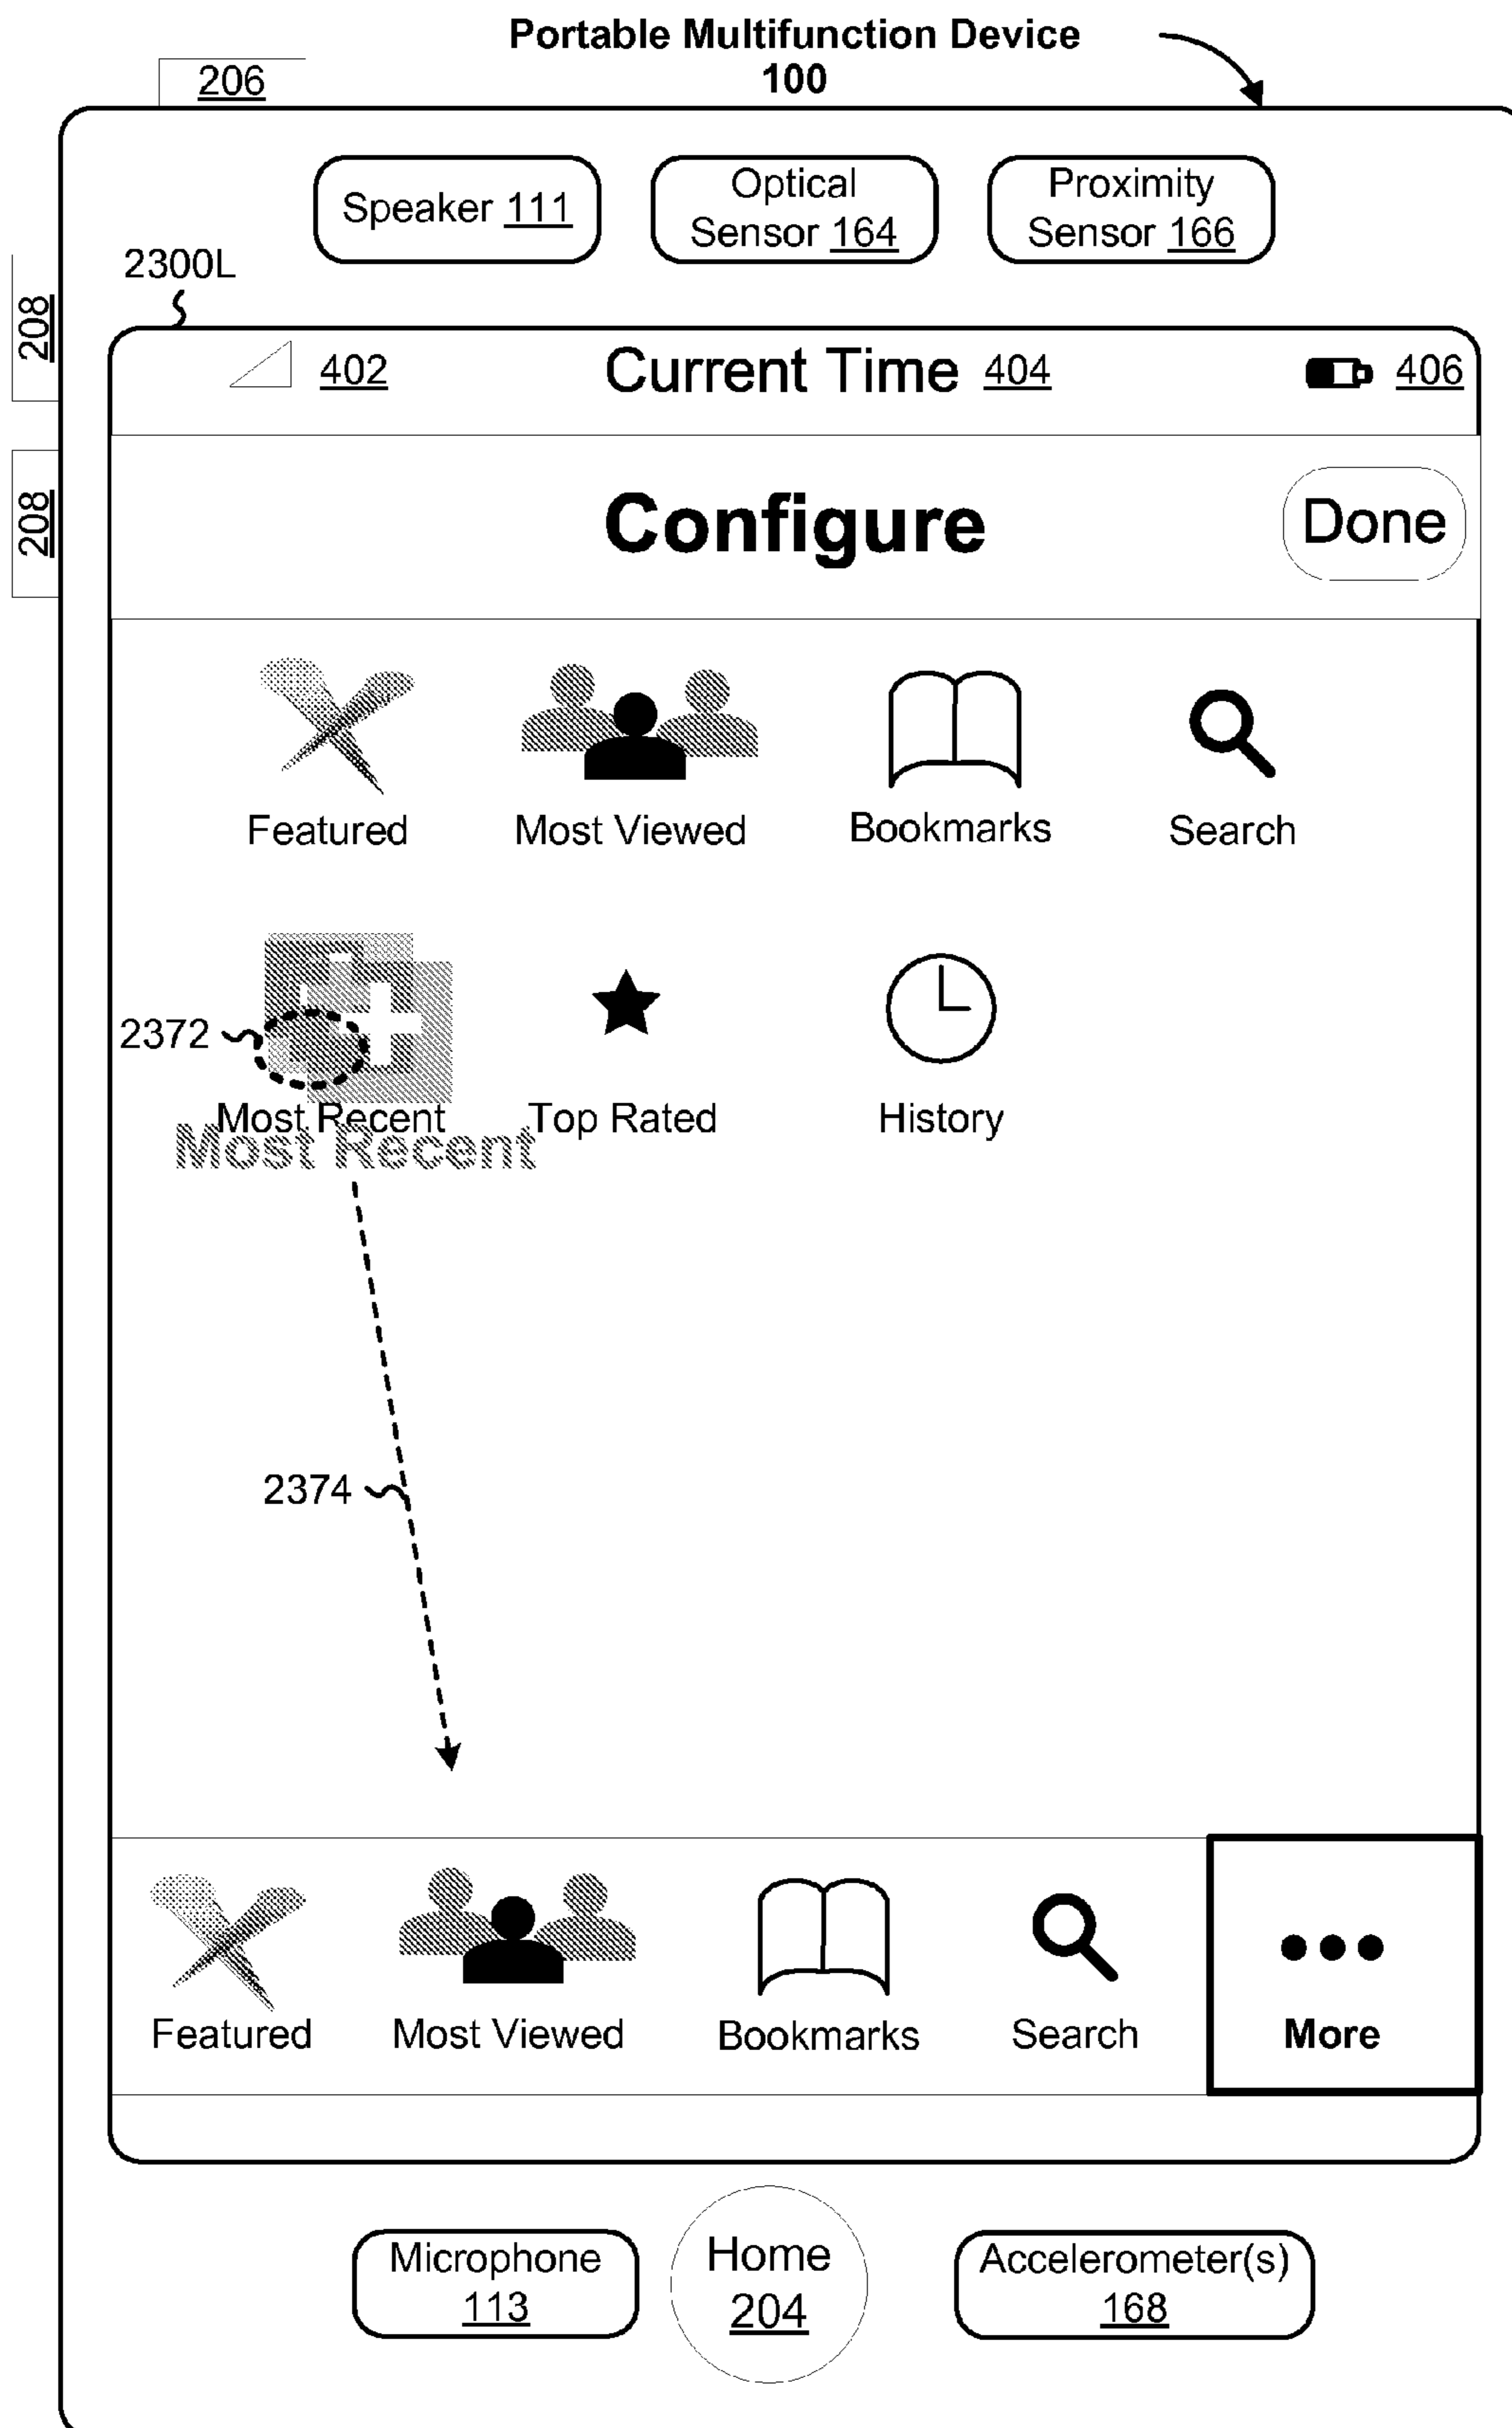 Portable Multifunction Device
100
206
Speaker 111
Optical
Sensor 164
Proximity
Sensor 166
2300L
208
402
Current Time 404
406
208
Configure
Done
Featured
Most Viewed
Bookmarks
Search
2372
Most Recent
Top Rated
History
Most Recent
2374
Featured
Most Viewed
Bookmarks
Search
More
Microphone
113
Home
204
Accelerometer(s)
168